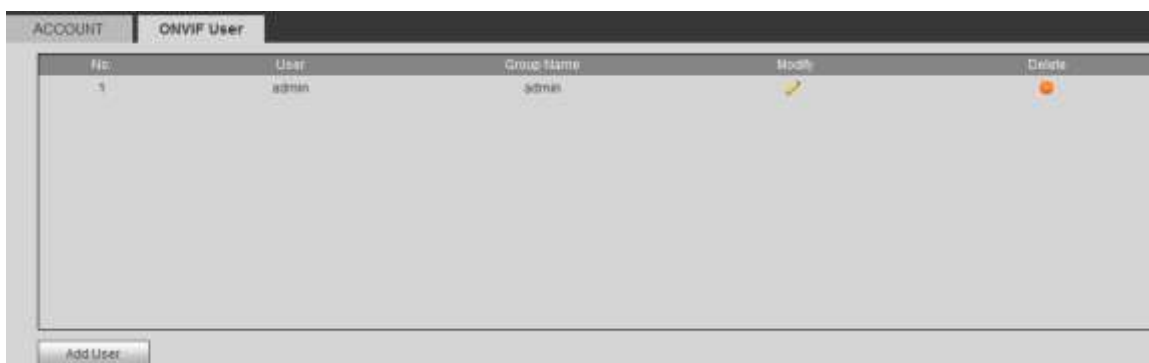 ACCOUNT ONVIF User
No. User Group Name Modify Delete
1 admin admin
Add User